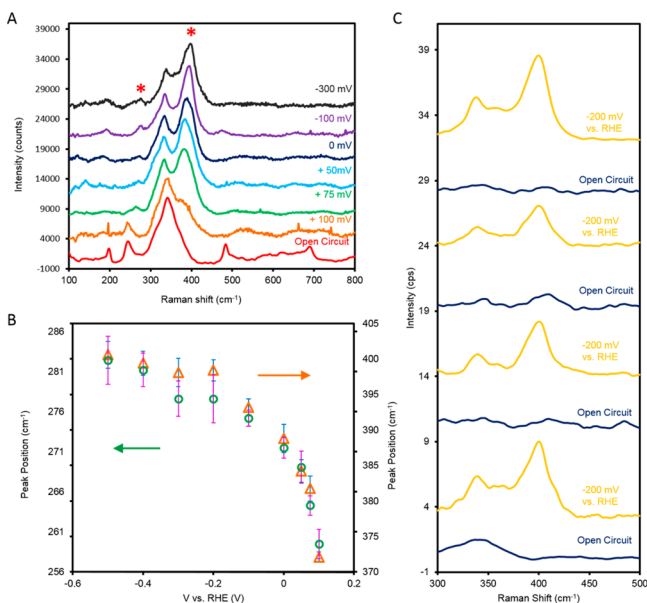 A
39000
34000
29000
24000
19000
14000
9000
4000
-1000
Intensity (counts)
*
*
-300 mV
-100 mV
0 mV
+ 50mV
+ 75 mV
+ 100 mV
Open Circuit
100 200 300 400 500 600 700 800
Raman shift (cm-1)
B
286
281
276
271
266
261
256
Peak Position (cm-1)
405
400
395
390
385
380
375
370
Peak Position (cm-1)
-0.6 -0.4 -0.2 0 0.2
V vs. RHE (V)
C
39
34
29
24
19
14
9
4
-1
Intensity (cps)
-200 mV
vs. RHE
Open Circuit
-200 mV
vs. RHE
Open Circuit
-200 mV
vs. RHE
Open Circuit
-200 mV
vs. RHE
Open Circuit
300 350 400 450 500
Raman Shift (cm-1)